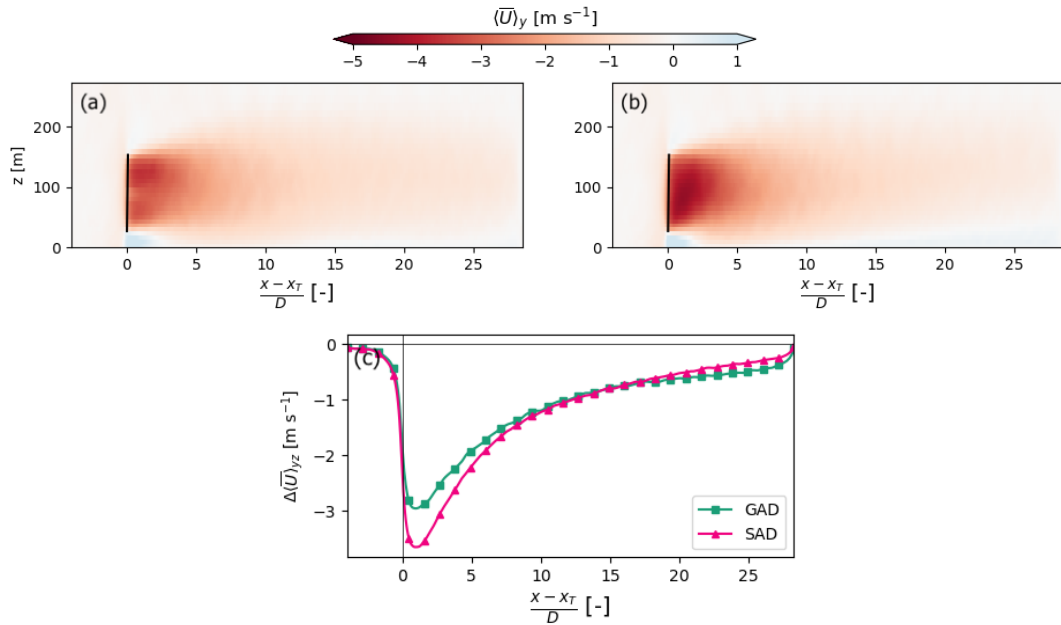 ⟨U̅⟩y [m s⁻¹]
−5 −4 −3 −2 −1 0 1
(a) (b)
z [m]
200
100
0
0 5 10 15 20 25
x − xT
D [-]
200
100
0
0 5 10 15 20 25
x − xT
D [-]
(c)
Δ⟨U̅⟩yz [m s⁻¹]
0
−1
−2
−3
GAD
SAD
0 5 10 15 20 25
x − xT
D [-]